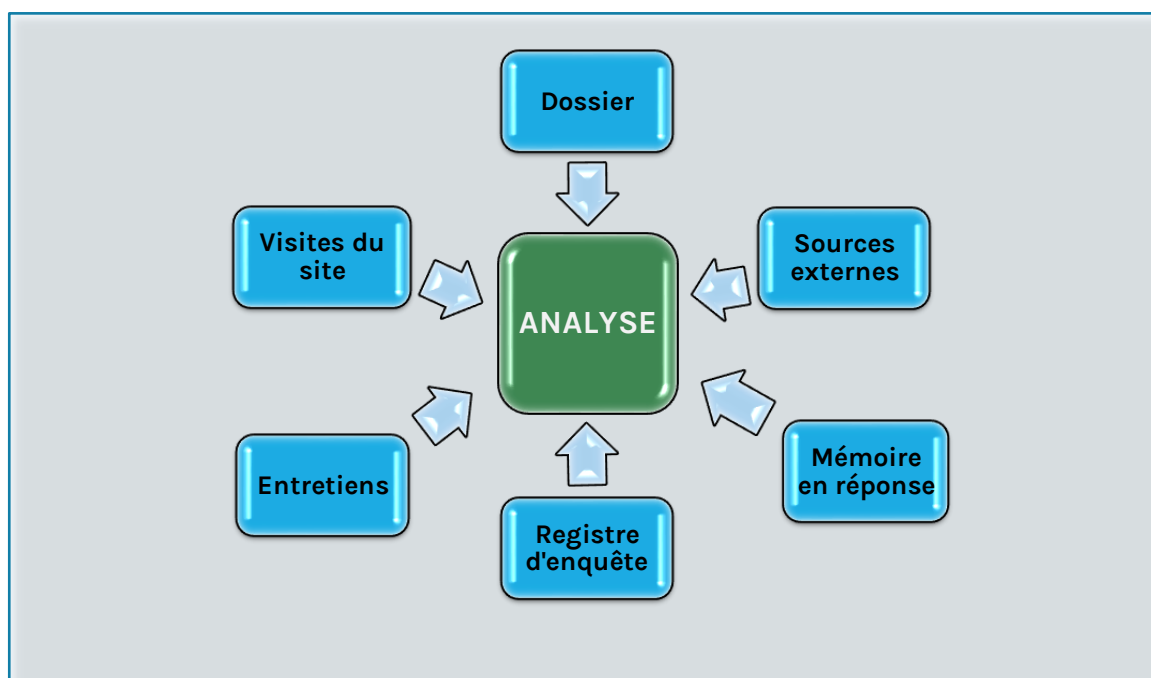 Dossier
Visites du
site
Sources
externes
ANALYSE
Entretiens
Mémoire
en réponse
Registre
d'enquête